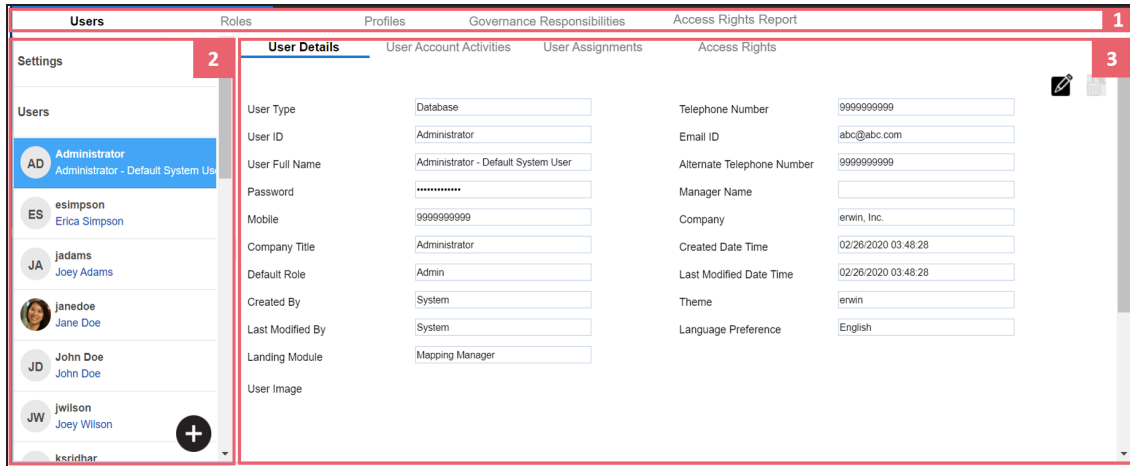 Users Roles Profiles Governance Responsibilities Access Rights Report 1
Settings 2
Users
AD Administrator
Administrator - Default System Us
ES esimpson
Erica Simpson
JA jadams
Joey Adams
janedoe
Jane Doe
JD John Doe
John Doe
JW jwilson
Joey Wilson
ksridhar
User Details User Account Activities User Assignments Access Rights 3
User Type Database Telephone Number 9999999999
User ID Administrator Email ID abc@abc.com
User Full Name Administrator - Default System User Alternate Telephone Number 9999999999
Password ••••••••••••• Manager Name
Mobile 9999999999 Company erwin, Inc.
Company Title Administrator Created Date Time 02/26/2020 03:48:28
Default Role Admin Last Modified Date Time 02/26/2020 03:48:28
Created By System Theme erwin
Last Modified By System Language Preference English
Landing Module Mapping Manager
User Image